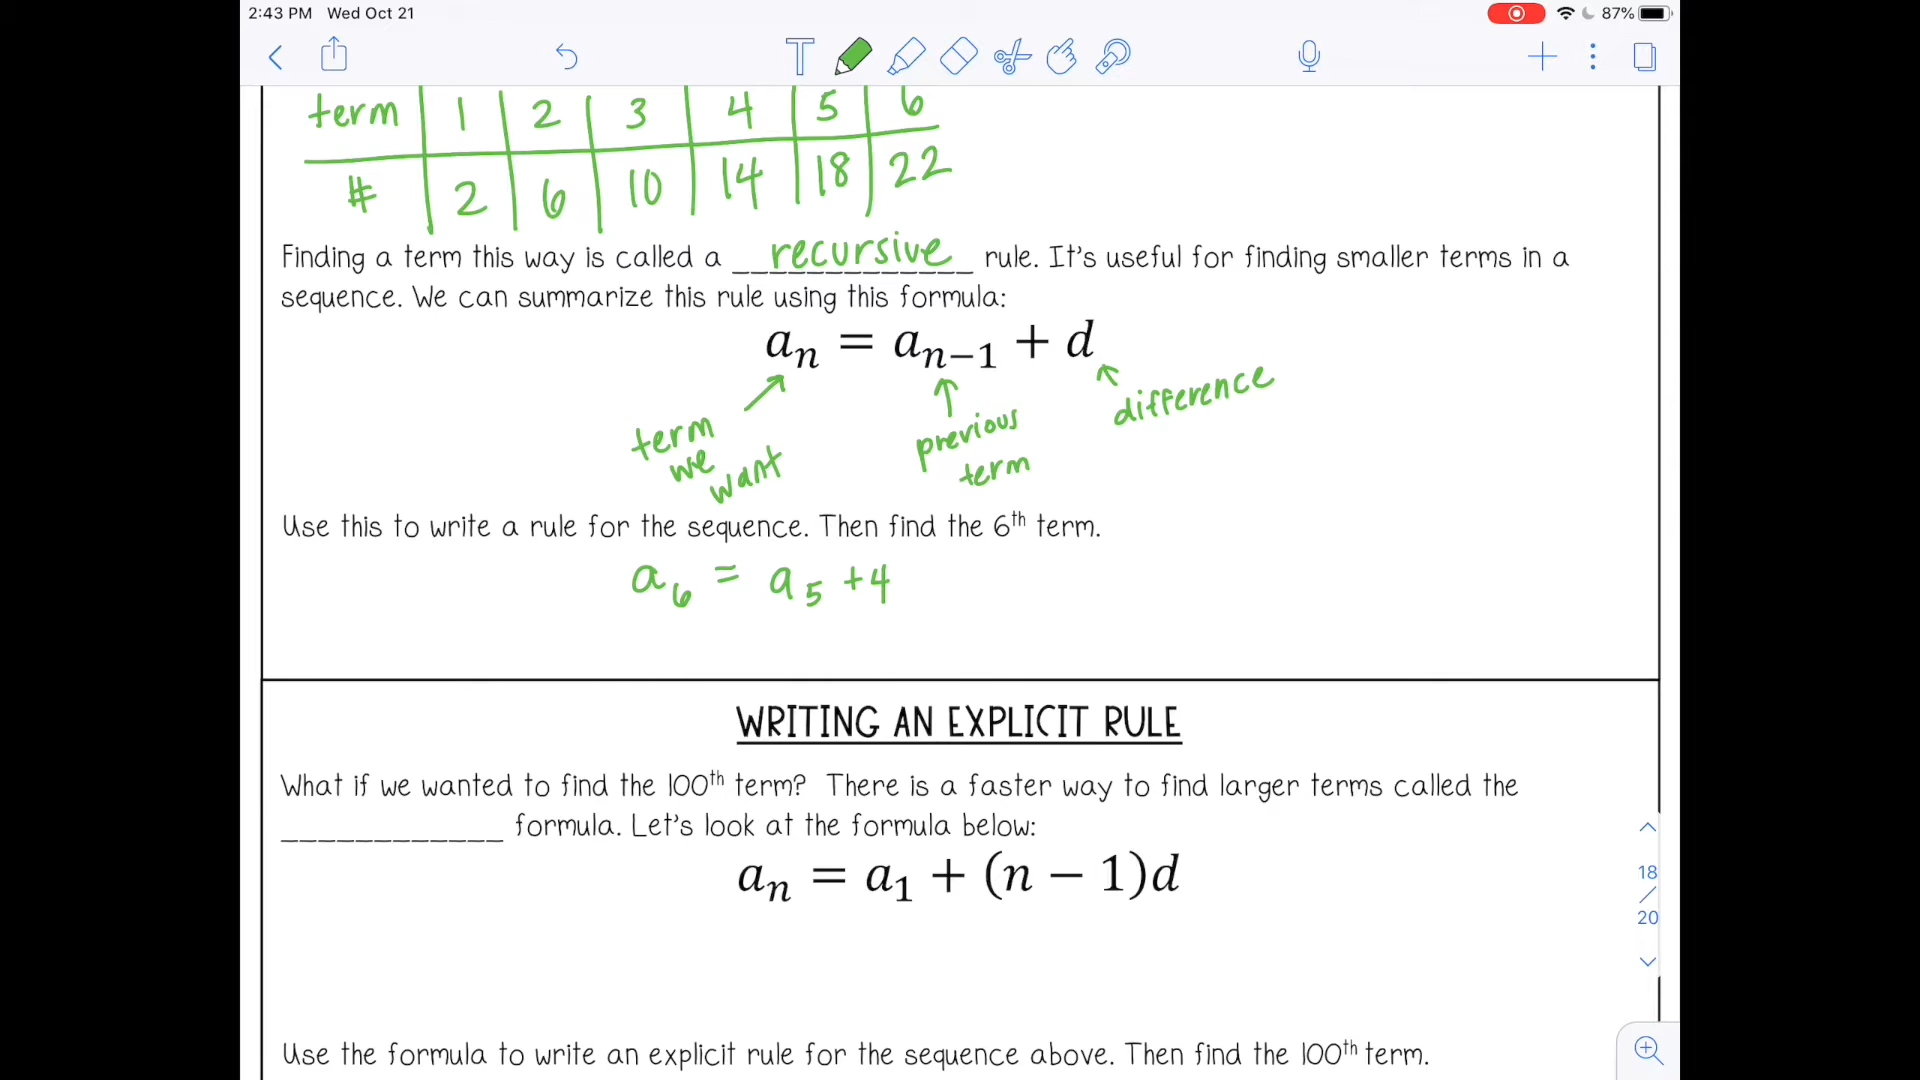 2:43 PM Wed Oct 21
87%
T
term 1 2 3 4 5 6
# 2 6 10 14 18 22
Finding a term this way is called a recursive rule. It's useful for finding smaller terms in a
sequence. We can summarize this rule using this formula:
aₙ = aₙ₋₁ + d
term we want
previous term
difference
Use this to write a rule for the sequence. Then find the 6th term.
a₆ = a₅ + 4
WRITING AN EXPLICIT RULE
What if we wanted to find the 100th term? There is a faster way to find larger terms called the
____________ formula. Let's look at the formula below:
aₙ = a₁ + (n − 1)d
18
/
20
Use the formula to write an explicit rule for the sequence above. Then find the 100th term.